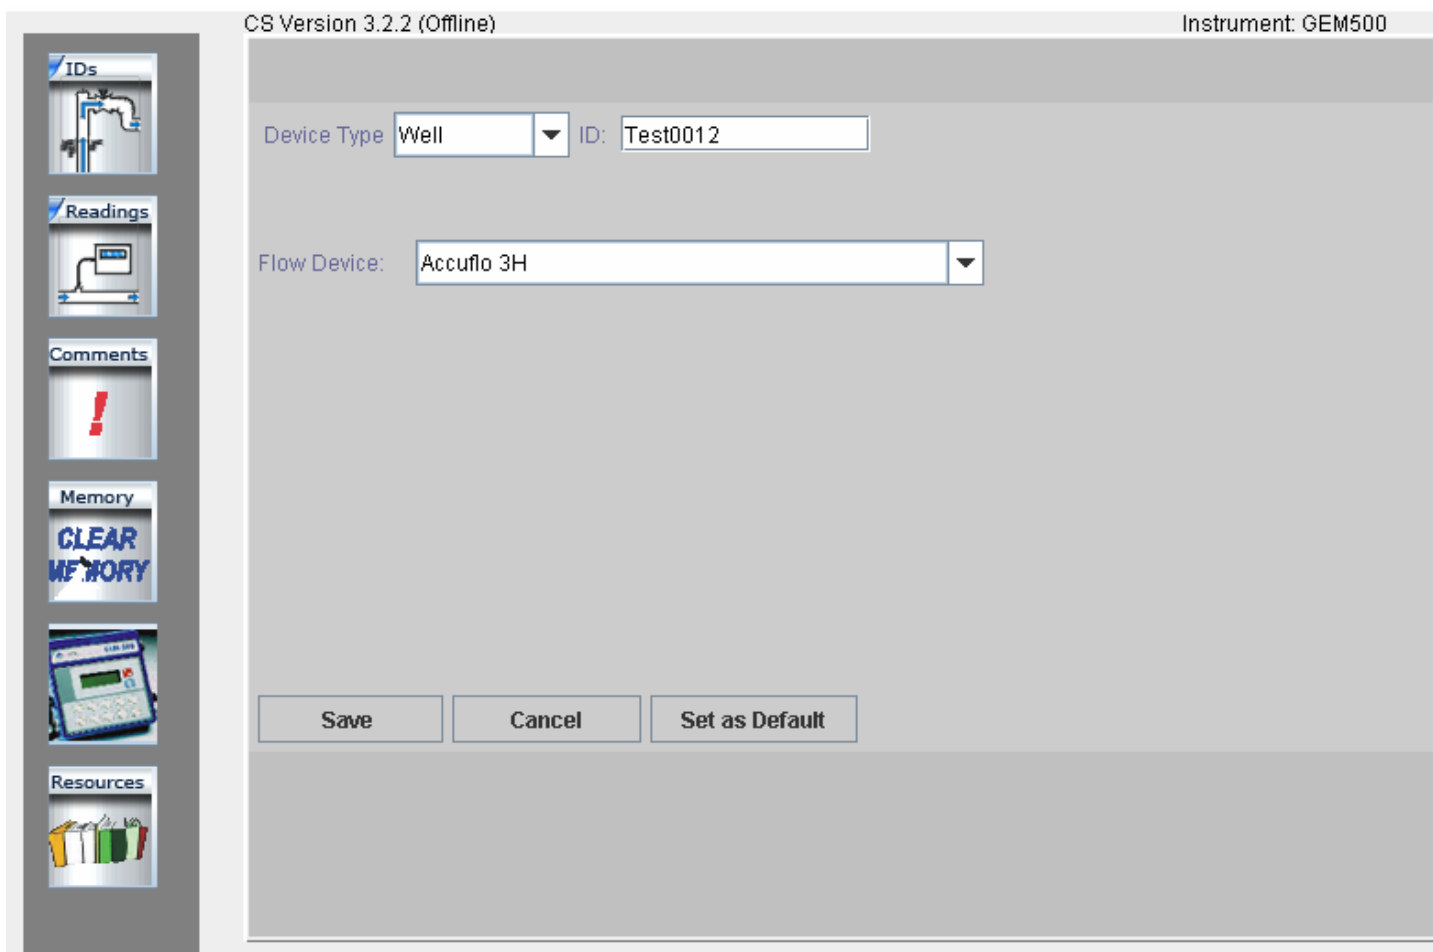 CS Version 3.2.2 (Offline) Instrument: GEM500
IDs
Device Type Well ID: Test0012
Readings
Flow Device: Accuflo 3H
Comments
!
Memory
CLEAR
MEMORY
Save Cancel Set as Default
Resources